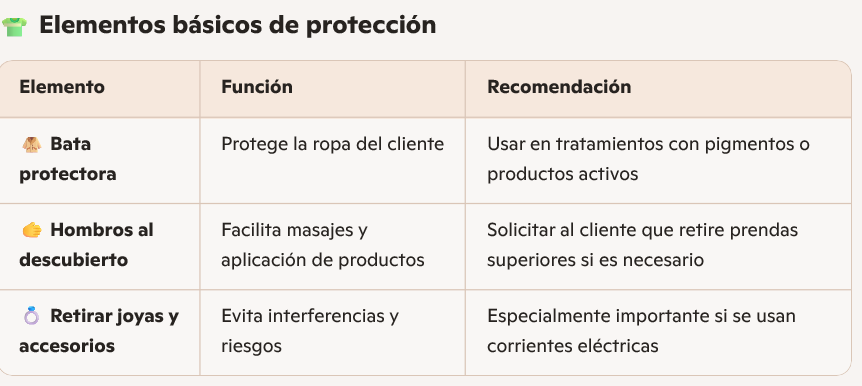 Elementos básicos de protección
Elemento
Función
Recomendación
Bata
protectora
Protege la ropa del cliente
Usar en tratamientos con pigmentos o
productos activos
Hombros al
descubierto
Facilita masajes y
aplicación de productos
Solicitar al cliente que retire prendas
superiores si es necesario
Retirar joyas y
accesorios
Evita interferencias y
riesgos
Especialmente importante si se usan
corrientes eléctricas